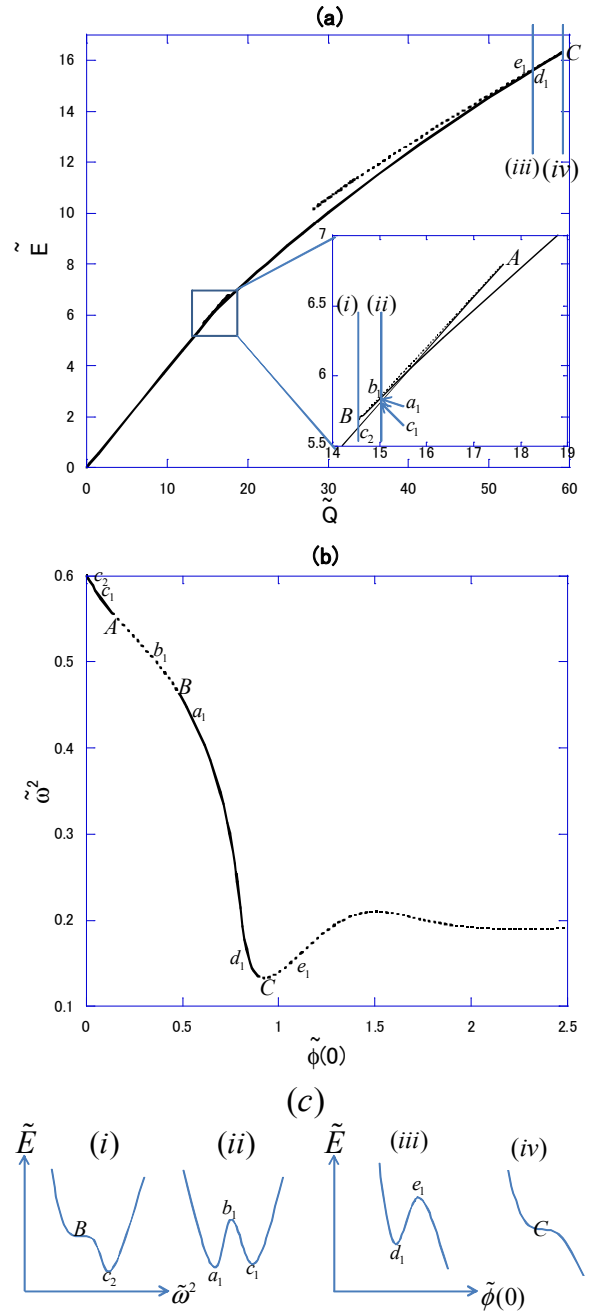 (a)
16
14
12
10
8
6
4
2
0
Ẽ
0 10 20 30 40 50 60
Q̃
e₁
d₁
C
(iii) (iv)
7
6.5
6
5.5
14 15 16 17 18 19
(i) (ii)
A
B
b₁
a₁
c₂
c₁
(b)
0.6
0.5
0.4
0.3
0.2
0.1
ω̃²
0 0.5 1 1.5 2 2.5
ϕ̃(0)
c₂
c₁
A
b₁
B
a₁
d₁
C
e₁
(c)
Ẽ (i) (ii) Ẽ (iii) (iv)
B
c₂
b₁
a₁ c₁
e₁
d₁
C
ω̃² ϕ̃(0)